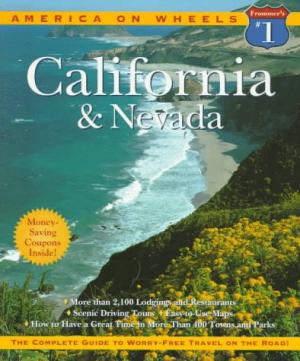 AMERICA ON WHEELS
Frommer's
#1
California
& Nevada
Money-
Saving
Coupons
Inside!
♦ More than 2,100 Lodgings and Restaurants
♦ Scenic Driving Tours ♦ Easy-to-Use Maps
♦ How to Have a Great Time in More Than 400 Towns and Parks
THE COMPLETE GUIDE TO WORRY-FREE TRAVEL ON THE ROAD!